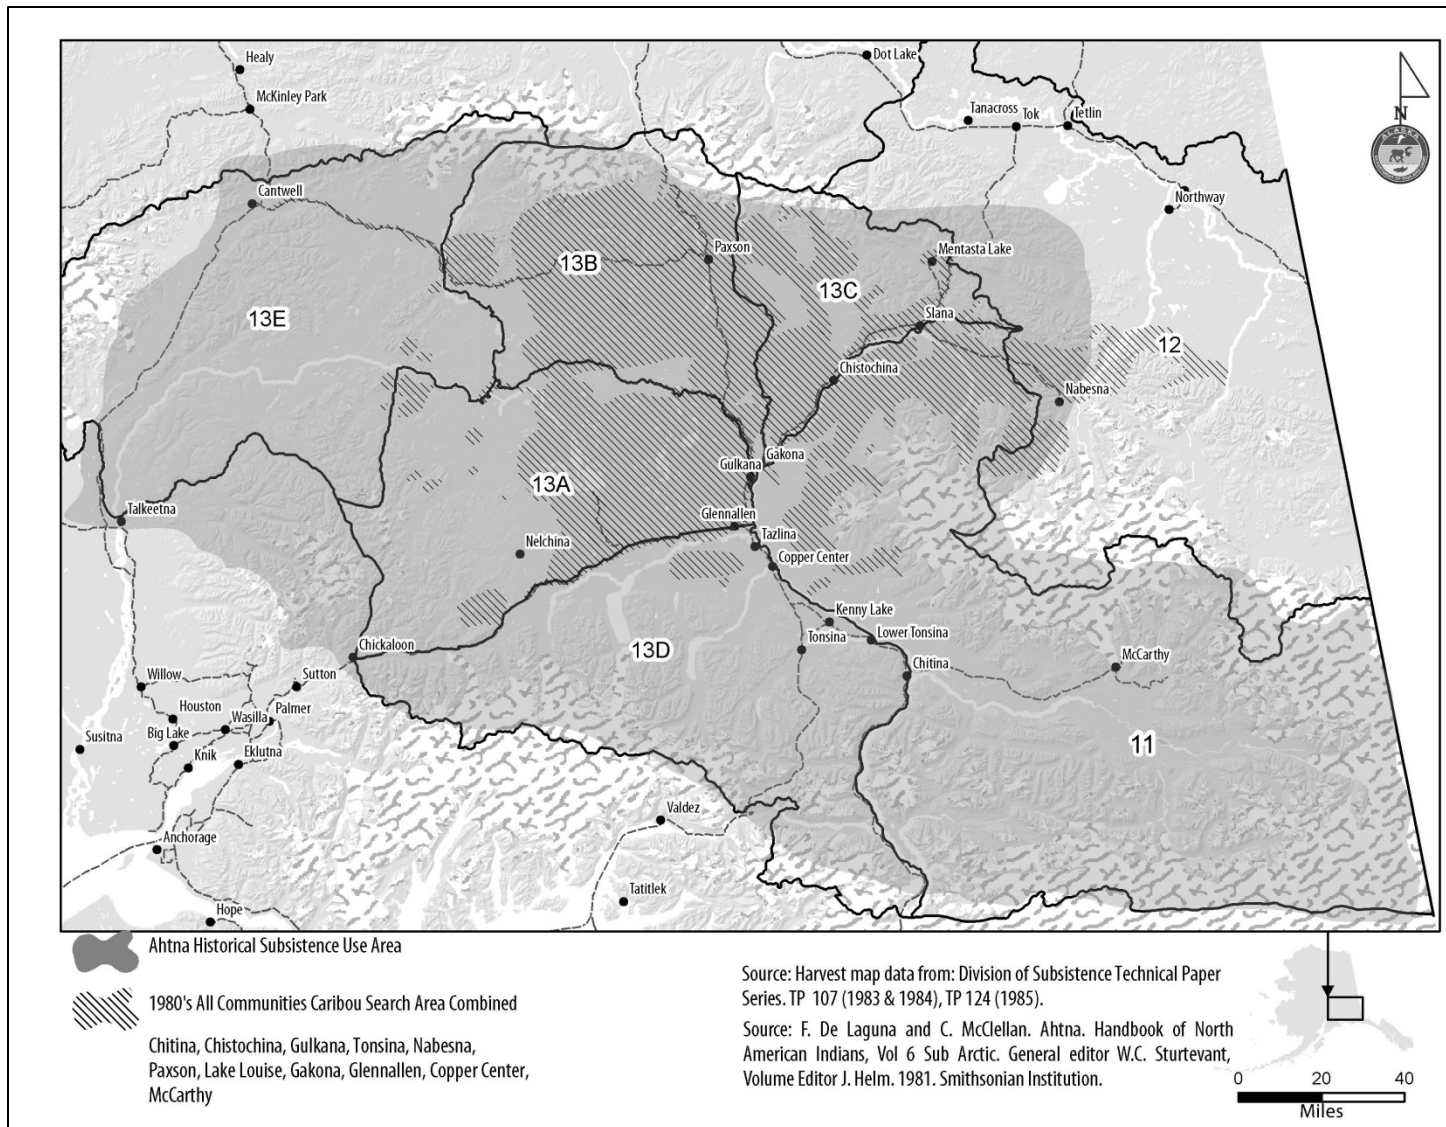 Healy
McKinley Park
Dot Lake
Tanacross
Tok
Tetlin
N
ALASKA
Northway
Cantwell
Paxson
Mentasta Lake
13B
13C
13E
Slana
12
Chistochina
Nabesna
Gakona
Gulkana
13A
Talkeetna
Glennallen
Tazlina
Nelchina
Copper Center
Kenny Lake
Lower Tonsina
Tonsina
13D
Chickaloon
McCarthy
Chitina
Sutton
Willow
Palmer
Houston
Wasilla
Big Lake
Susitna
Knik
Eklutna
11
Valdez
Anchorage
Tatitlek
Hope
Ahtna Historical Subsistence Use Area
1980's All Communities Caribou Search Area Combined
Chitina, Chistochina, Gulkana, Tonsina, Nabesna,
Paxson, Lake Louise, Gakona, Glennallen, Copper Center,
McCarthy
Source: Harvest map data from: Division of Subsistence Technical Paper
Series. TP 107 (1983 & 1984), TP 124 (1985).
Source: F. De Laguna and C. McClellan. Ahtna. Handbook of North
American Indians, Vol 6 Sub Arctic. General editor W.C. Sturtevant,
Volume Editor J. Helm. 1981. Smithsonian Institution.
0 20 40
Miles